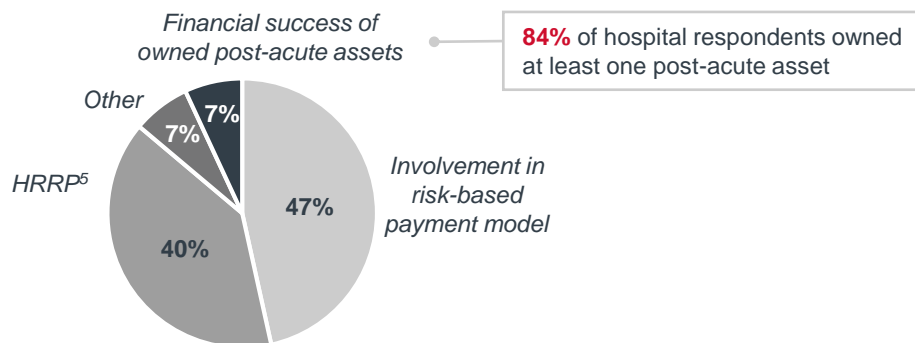 Financial success of
owned post-acute assets
84% of hospital respondents owned
at least one post-acute asset
Other
7%
7%
HRRP5
Involvement in
risk-based
payment model
47%
40%